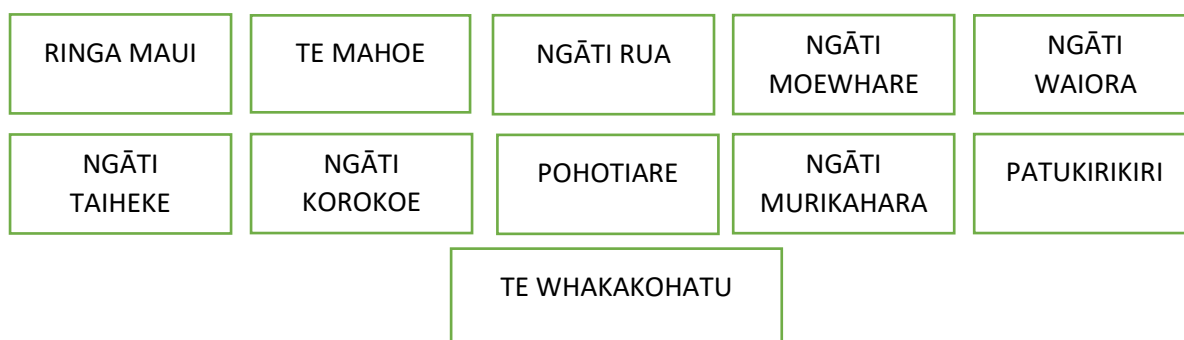 RINGA MAUI
TE MAHOE
NGĀTI RUA
NGĀTI
MOEWHARE
NGĀTI
WAIORA
NGĀTI
TAIHEKE
NGĀTI
KOROKOE
POHOTIARE
NGĀTI
MURIKAHARA
PATUKIRIKIRI
TE WHAKAKOHATU